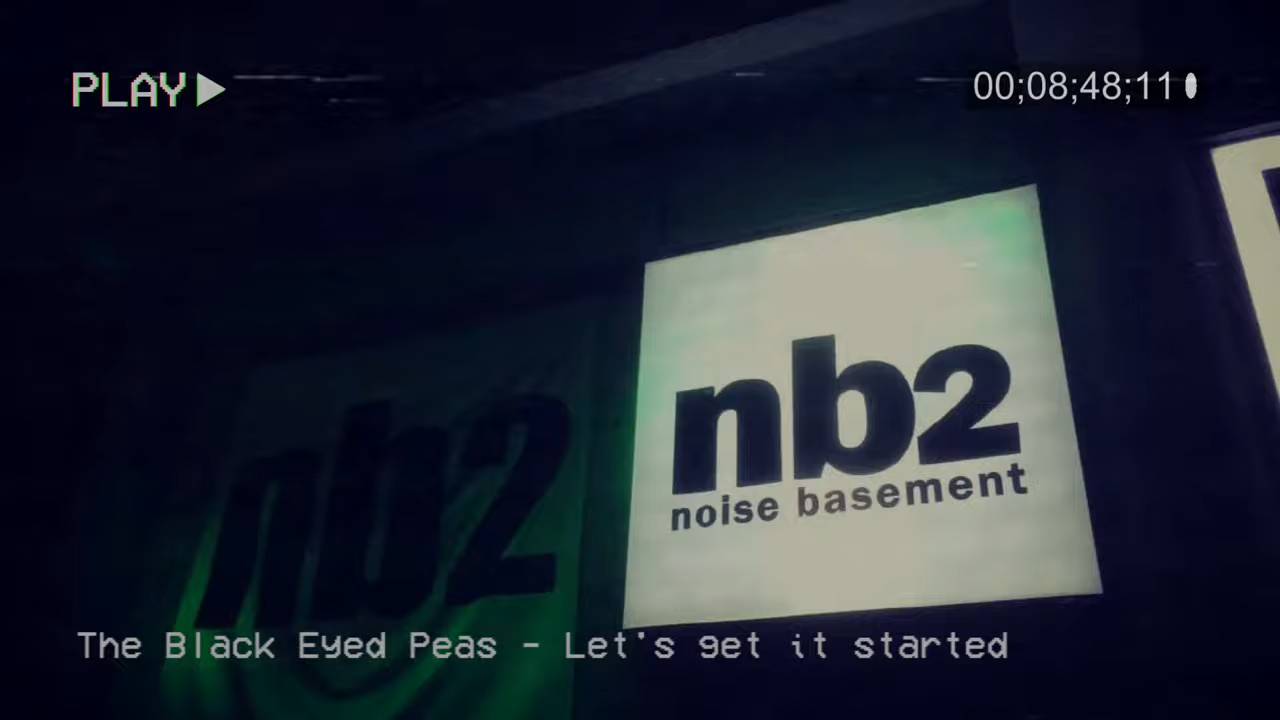 PLAY
00;08;48;11
nb2
nb2
noise basement
The Black Eyed Peas - Let's get it started